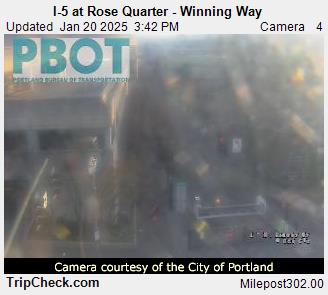 I-5 at Rose Quarter - Winning Way
Updated Jan 20 2025 3:42 PM Camera 4
PBOT
PORTLAND BUREAU OF TRANSPORTATION
Camera courtesy of the City of Portland
TripCheck.com Milepost302.00